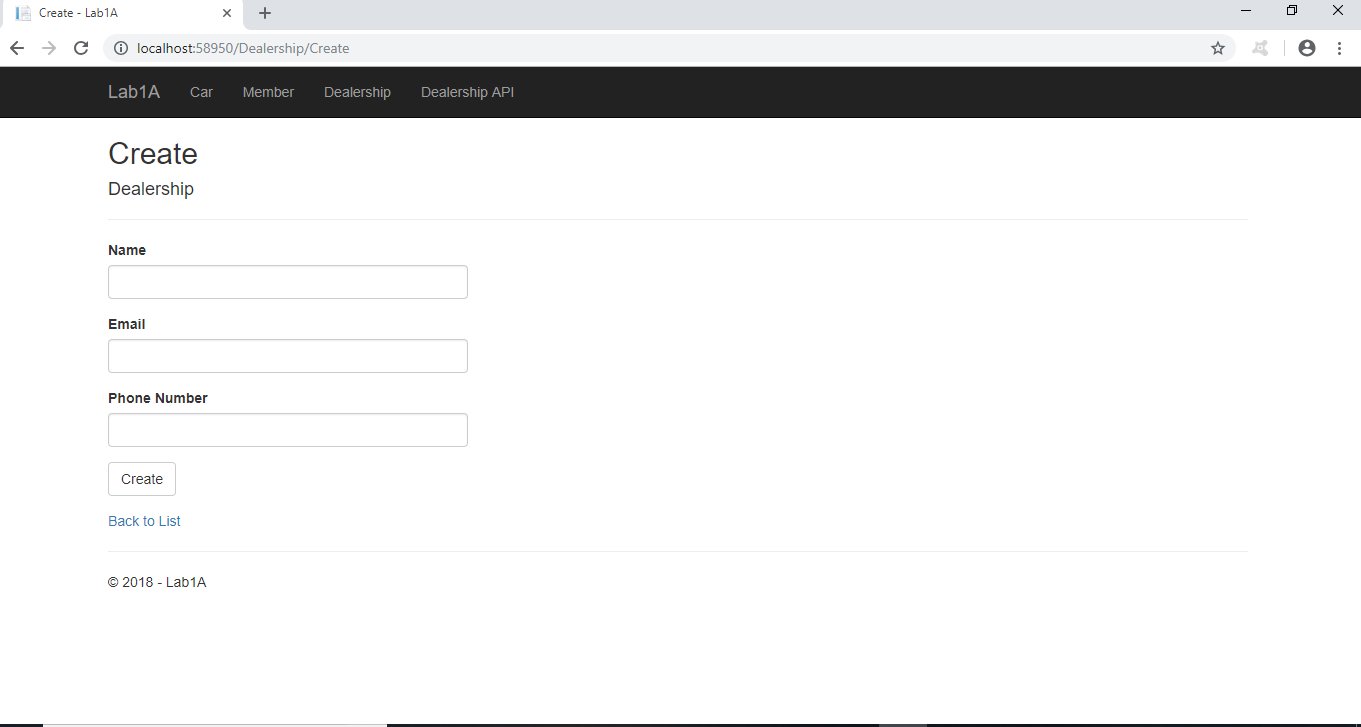 Create - Lab1A
localhost:58950/Dealership/Create
Lab1A Car Member Dealership Dealership API
Create
Dealership
Name
Email
Phone Number
Create
Back to List
© 2018 - Lab1A